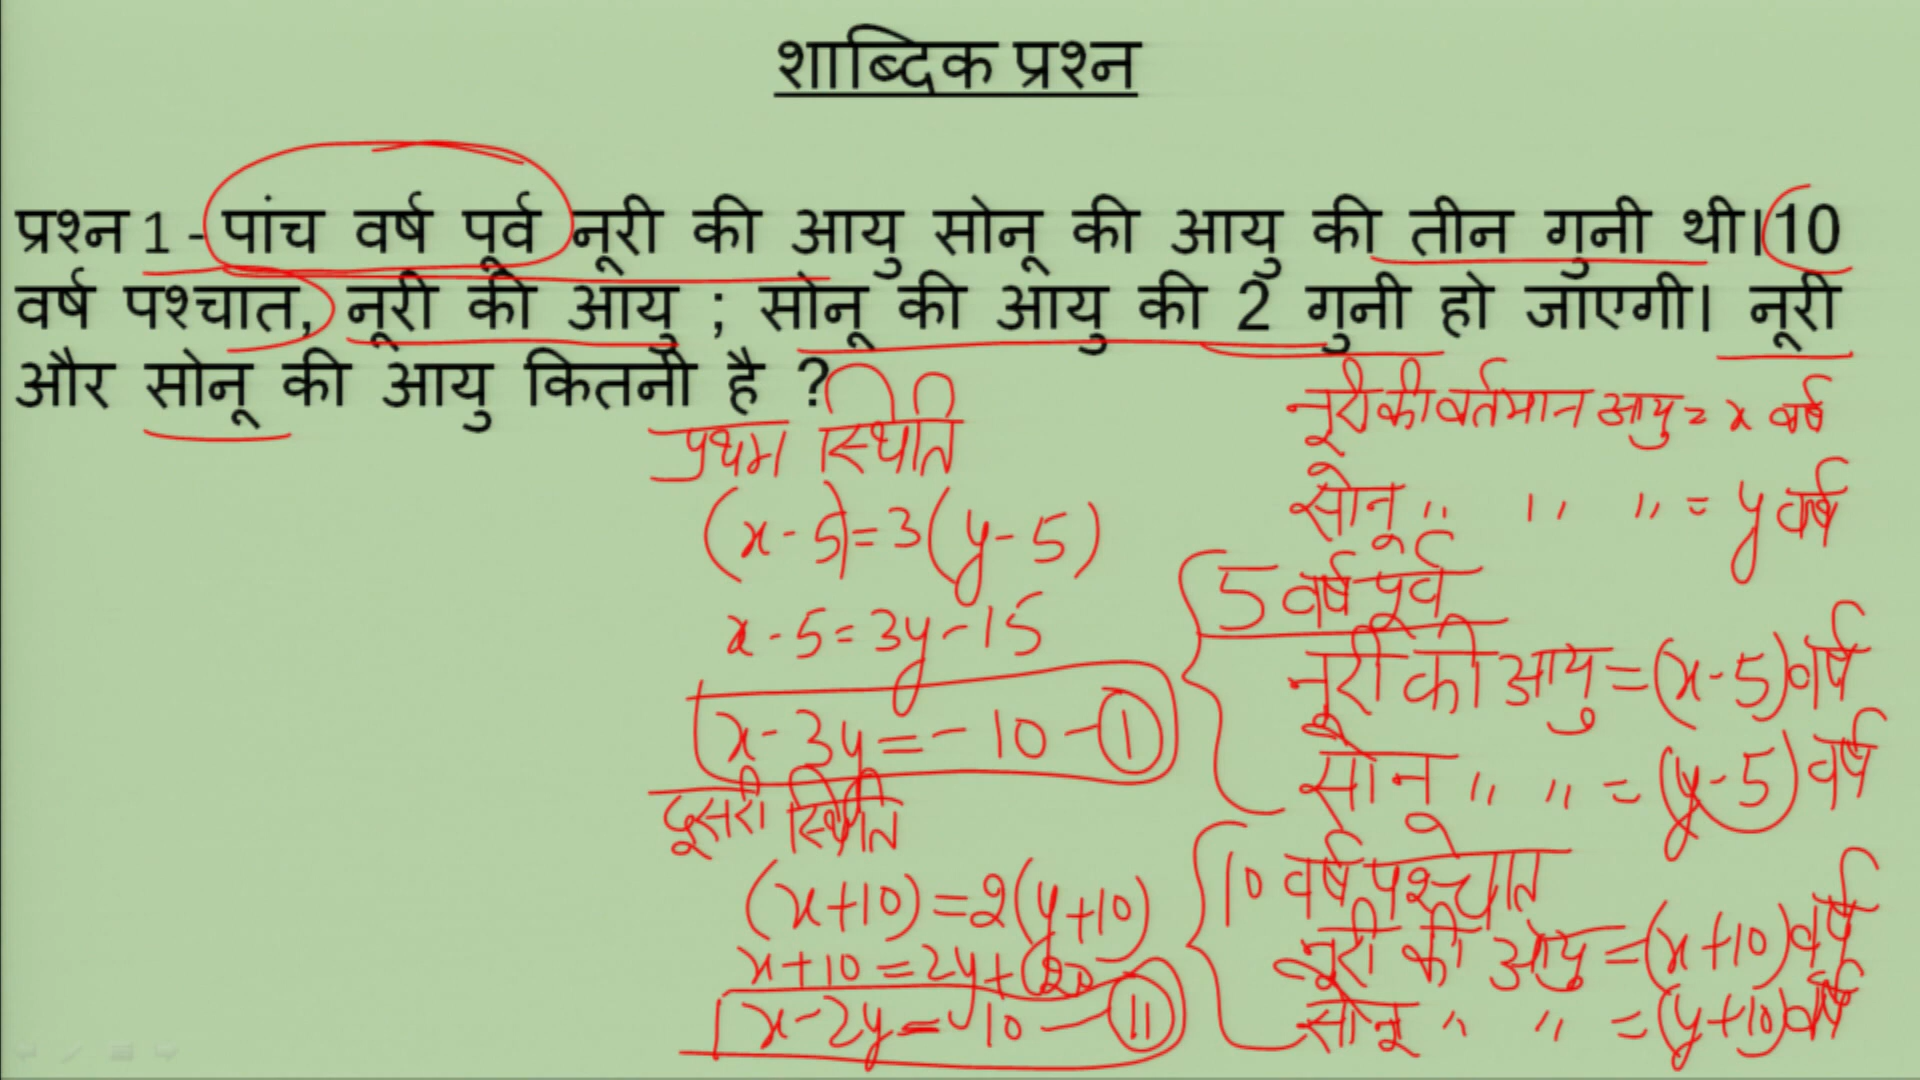 शाब्दिक प्रश्न
प्रश्न 1 - पांच वर्ष पूर्व नूरी की आयु सोनू की आयु की तीन गुनी थी। 10
वर्ष पश्चात, नूरी की आयु ; सोनू की आयु की 2 गुनी हो जाएगी। नूरी
और सोनू की आयु कितनी है ?
प्रथम स्थिति
(x-5)=3(y-5)
x-5=3y-15
x-3y=-10-①
दूसरी स्थिति
(x+10)=2(y+10)
x+10=2y+20
x-2y=10-⑪
नूरी की वर्तमान आयु = x वर्ष
सोनू " " " = y वर्ष
5 वर्ष पूर्व
नूरी की आयु =(x-5) वर्ष
सोनू " " =(y-5) वर्ष
10 वर्ष पश्चात
नूरी की आयु =(x+10) वर्ष
सोनू " " =(y+10) वर्ष